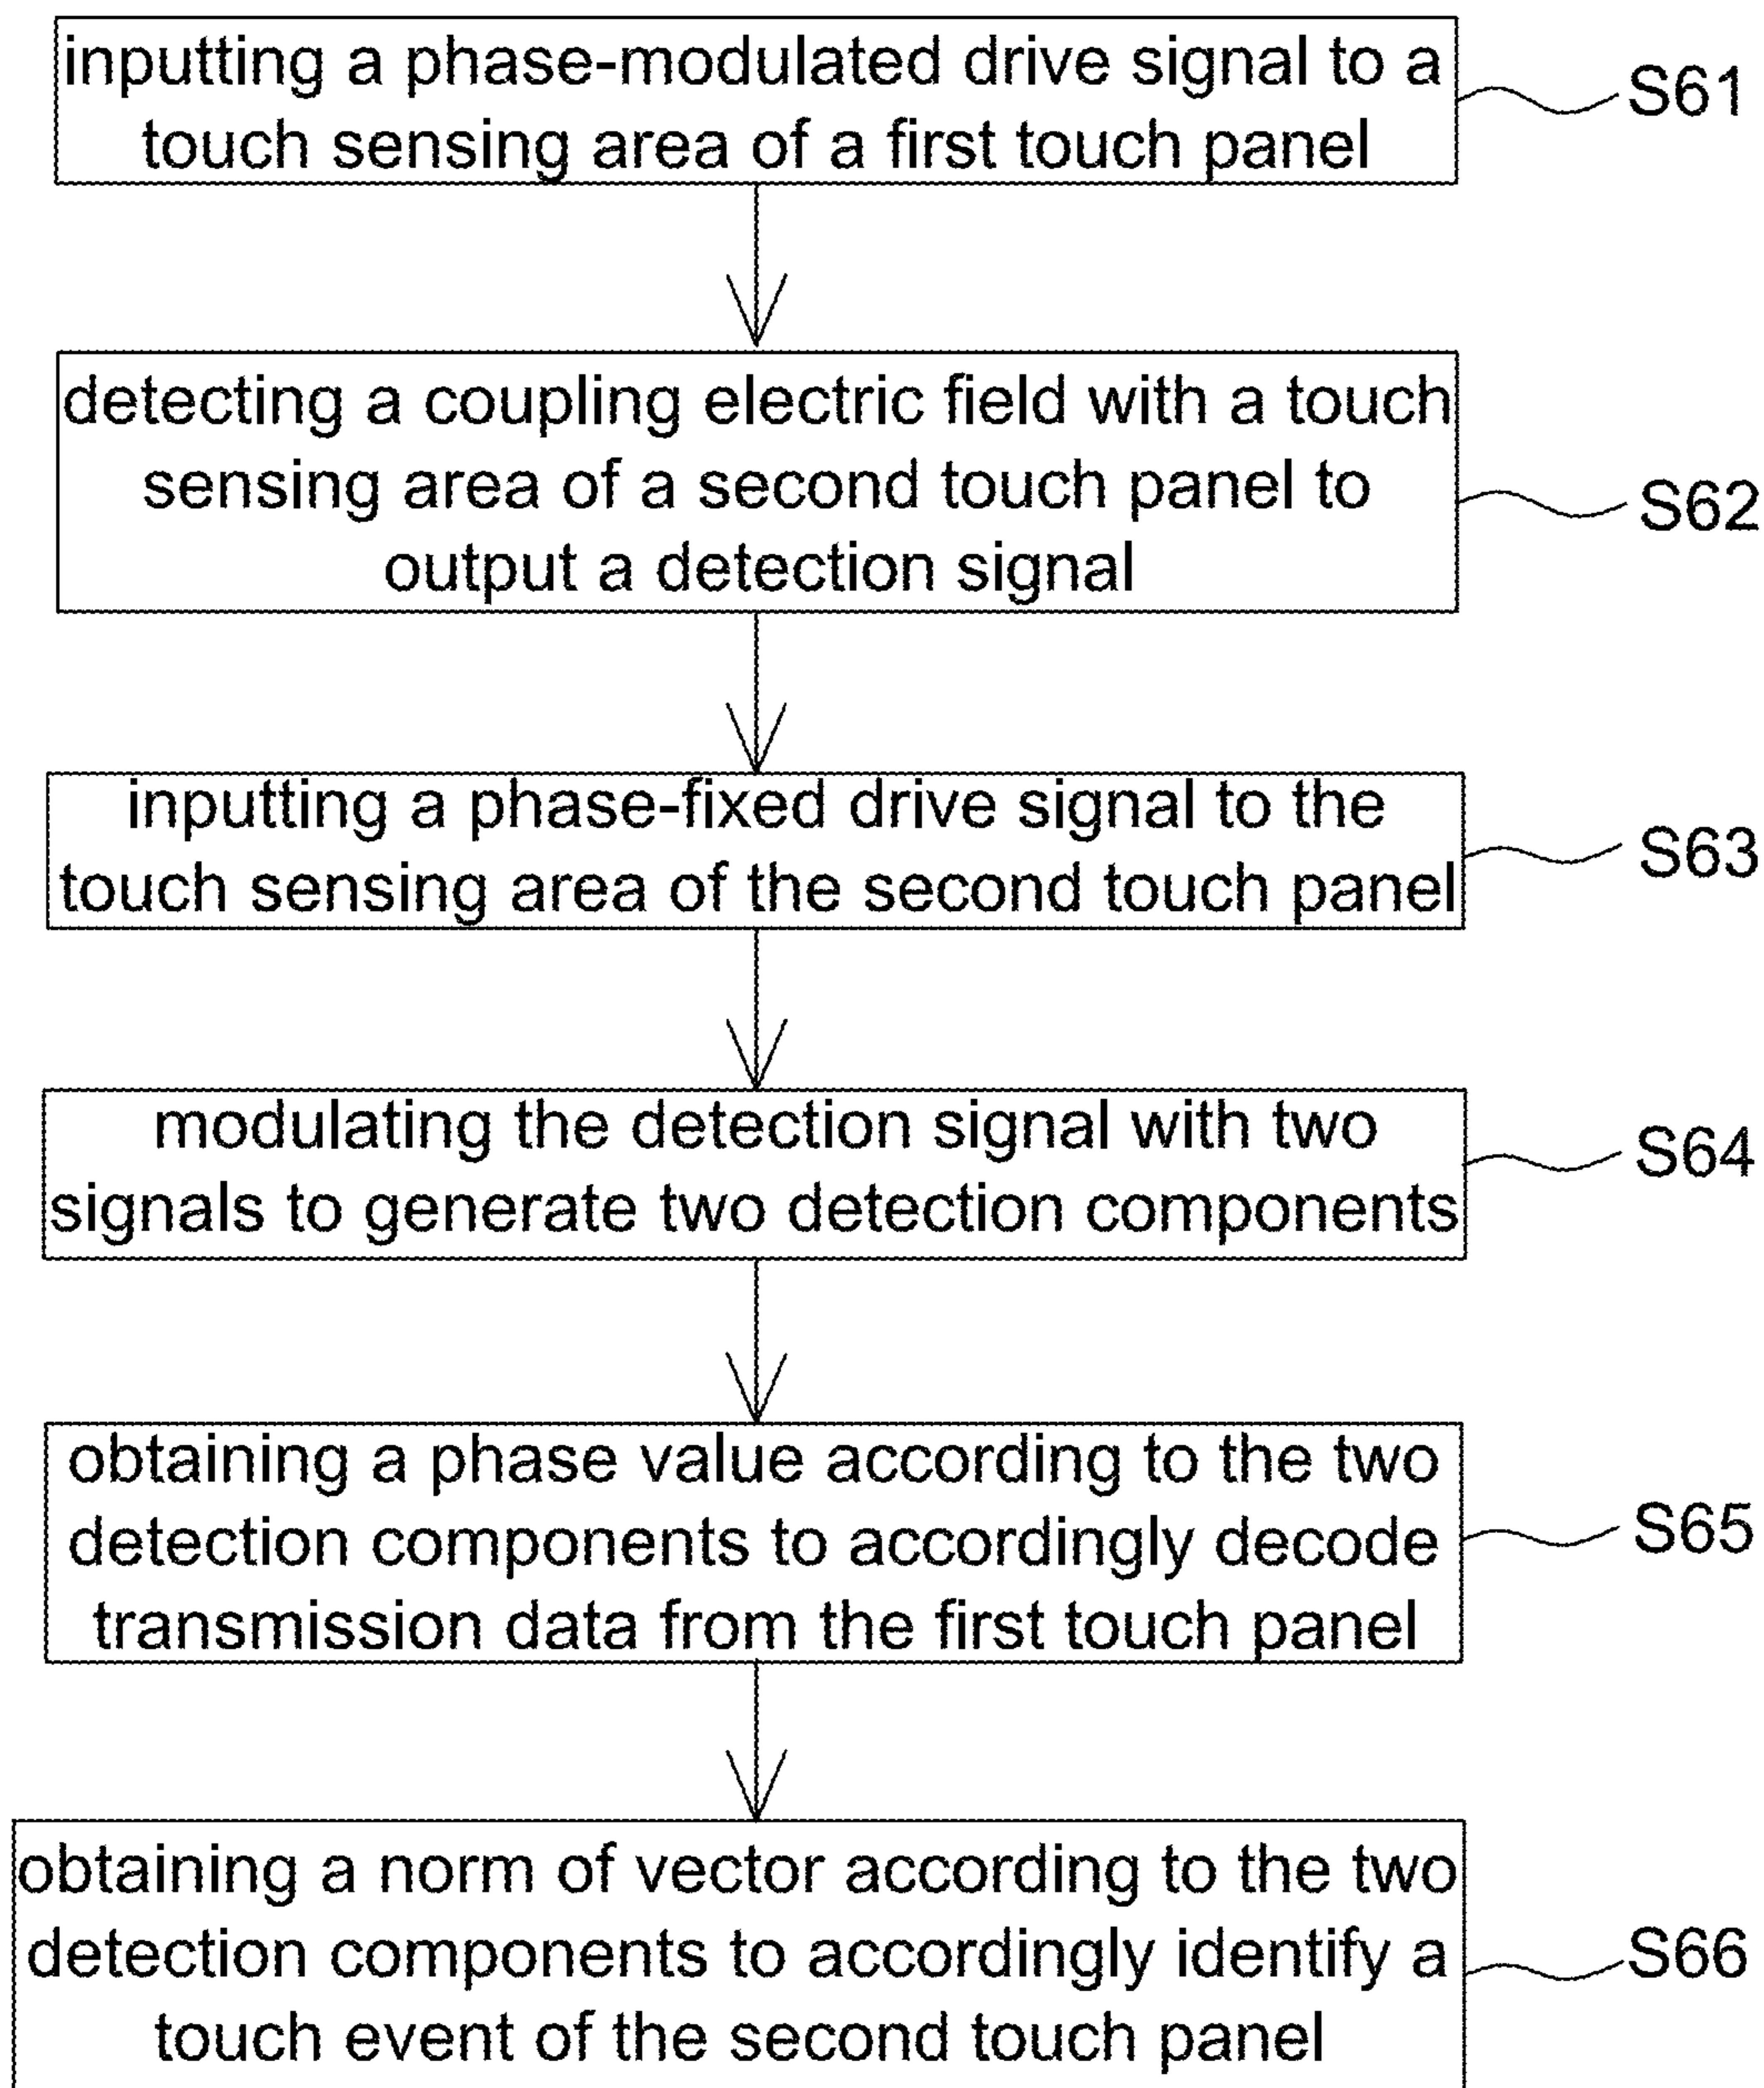 inputting a phase-modulated drive signal to a
touch sensing area of a first touch panel
S61
detecting a coupling electric field with a touch
sensing area of a second touch panel to
output a detection signal
S62
inputting a phase-fixed drive signal to the
touch sensing area of the second touch panel
S63
modulating the detection signal with two
signals to generate two detection components
S64
obtaining a phase value according to the two
detection components to accordingly decode
transmission data from the first touch panel
S65
obtaining a norm of vector according to the two
detection components to accordingly identify a
touch event of the second touch panel
S66